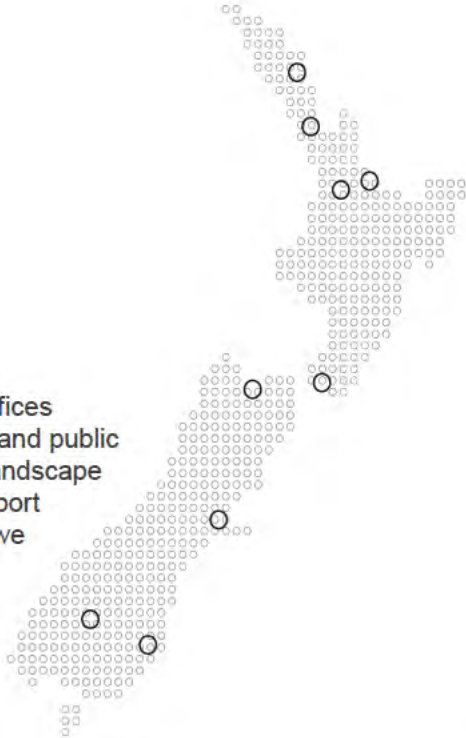 fices
and public
andscape
port
ve